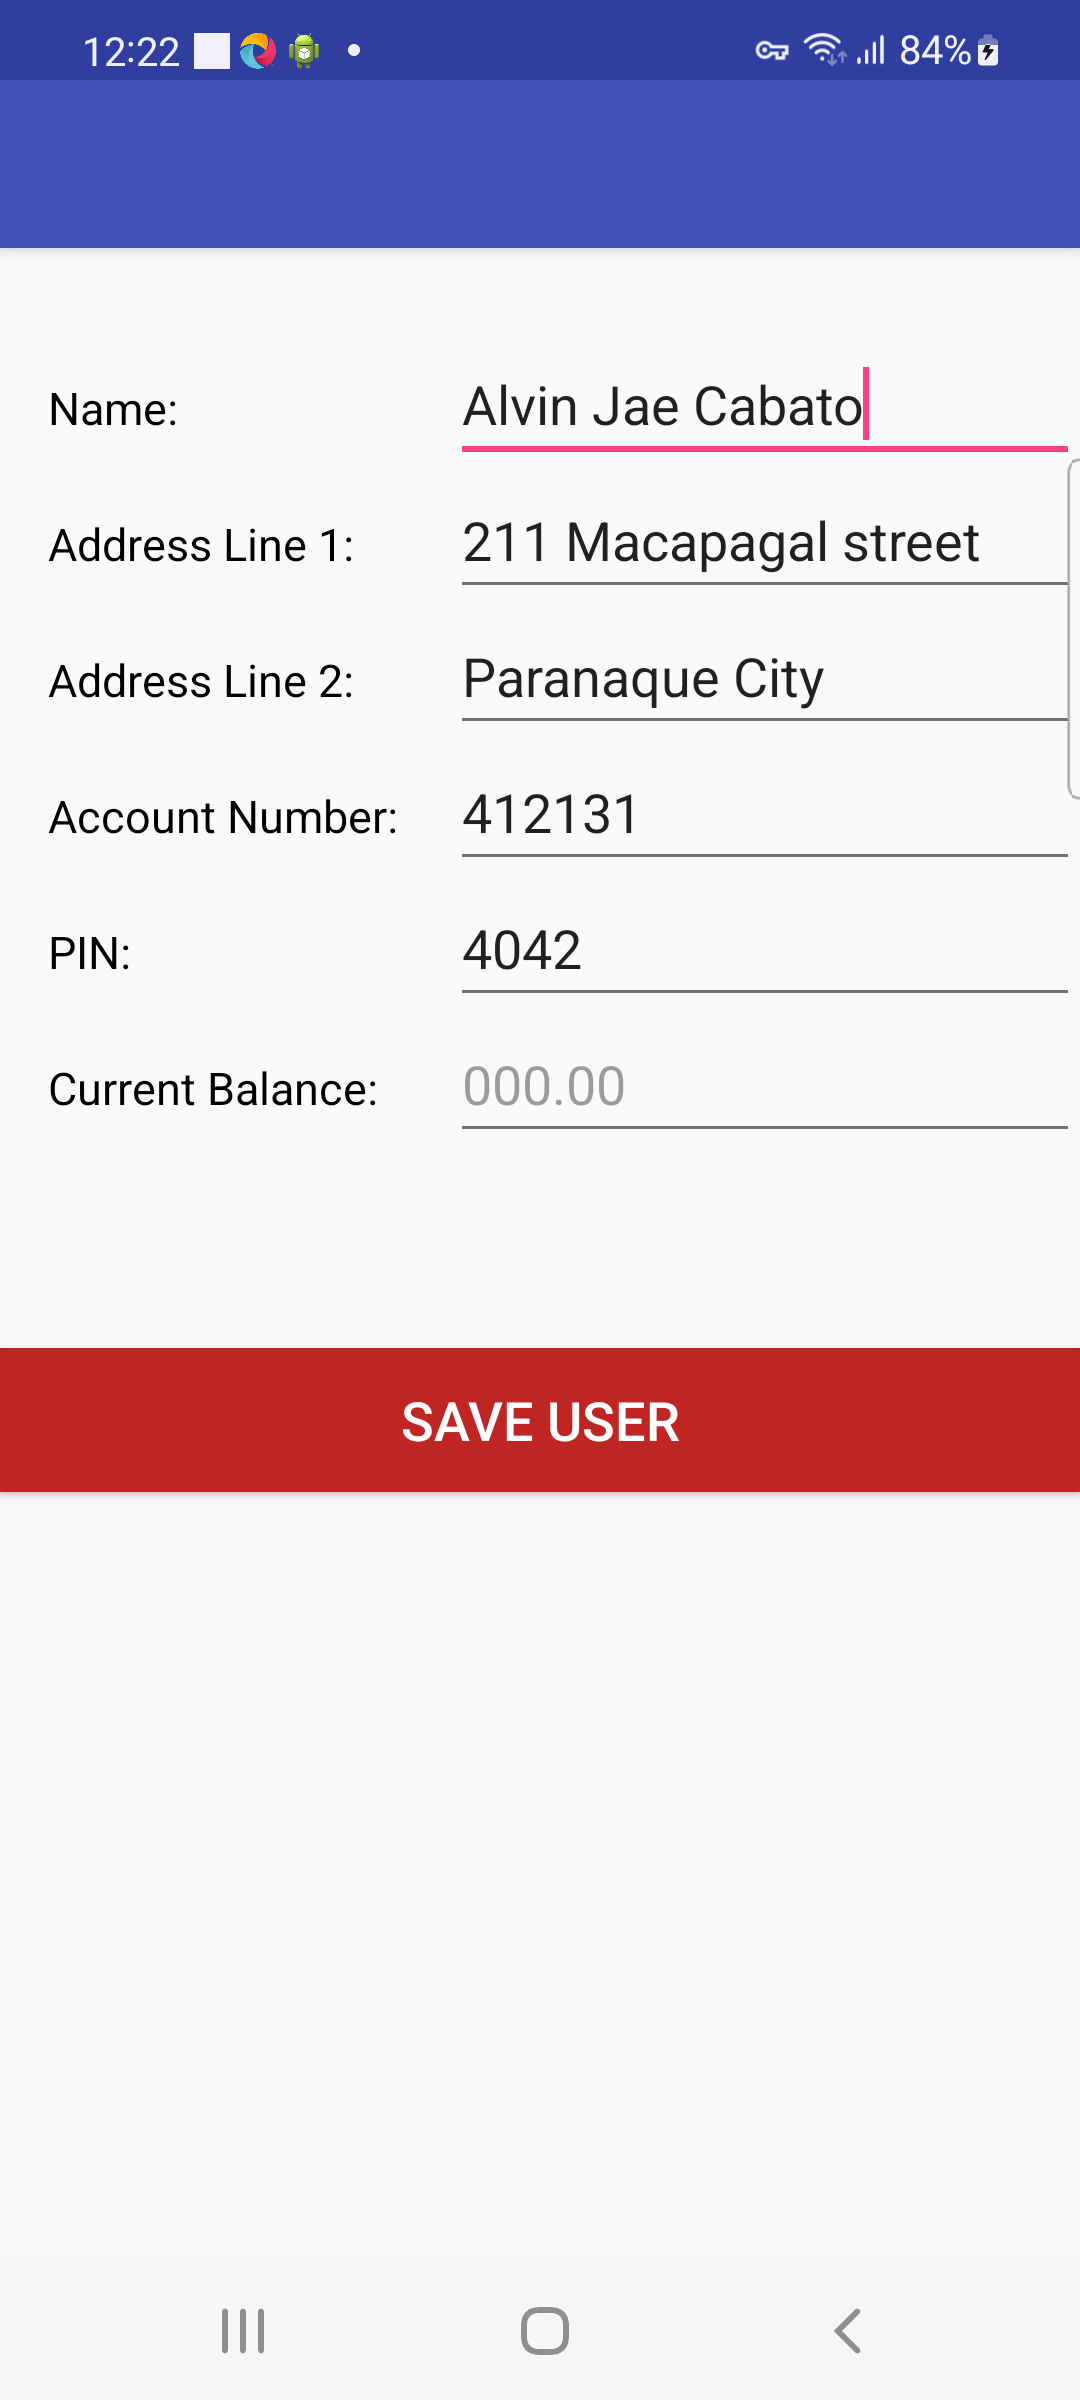 12:22 84%
Name: Alvin Jae Cabato
Address Line 1: 211 Macapagal street
Address Line 2: Paranaque City
Account Number: 412131
PIN: 4042
Current Balance: 000.00
SAVE USER